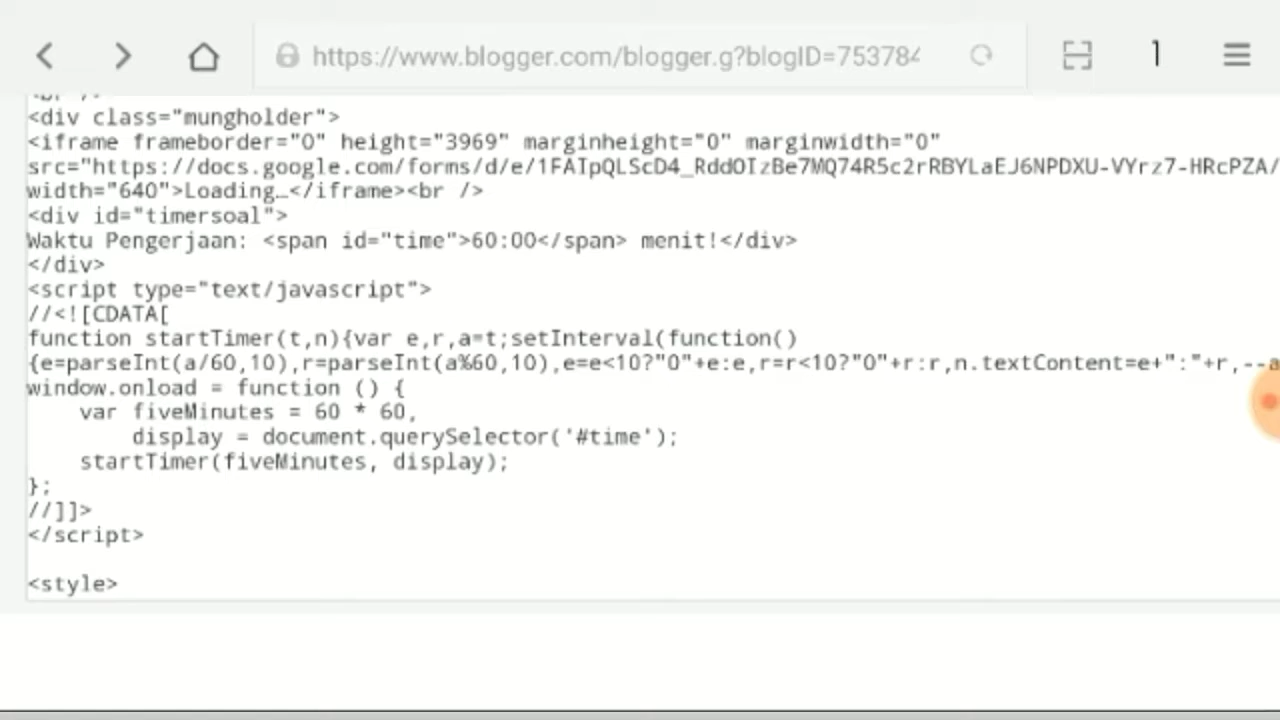 https://www.blogger.com/blogger.g?blogID=75378
1
<div class="mungholder">
<iframe frameborder="0" height="3969" marginheight="0" marginwidth="0"
src="https://docs.google.com/forms/d/e/1FAIpQLScD4_RddOIzBe7MQ74R5c2rRBYLaEJ6NPDXU-VYrz7-HRcPZA/
width="640">Loading…</iframe><br />
<div id="timersoal">
Waktu Pengerjaan: <span id="time">60:00</span> menit!</div>
</div>
<script type="text/javascript">
//<![CDATA[
function startTimer(t,n){var e,r,a=t;setInterval(function()
{e=parseInt(a/60,10),r=parseInt(a%60,10),e=e<10?"0"+e:e,r=r<10?"0"+r:r,n.textContent=e+":"+r,--a
window.onload = function () {
    var fiveMinutes = 60 * 60,
        display = document.querySelector('#time');
    startTimer(fiveMinutes, display);
};
//]]>
</script>
<style>